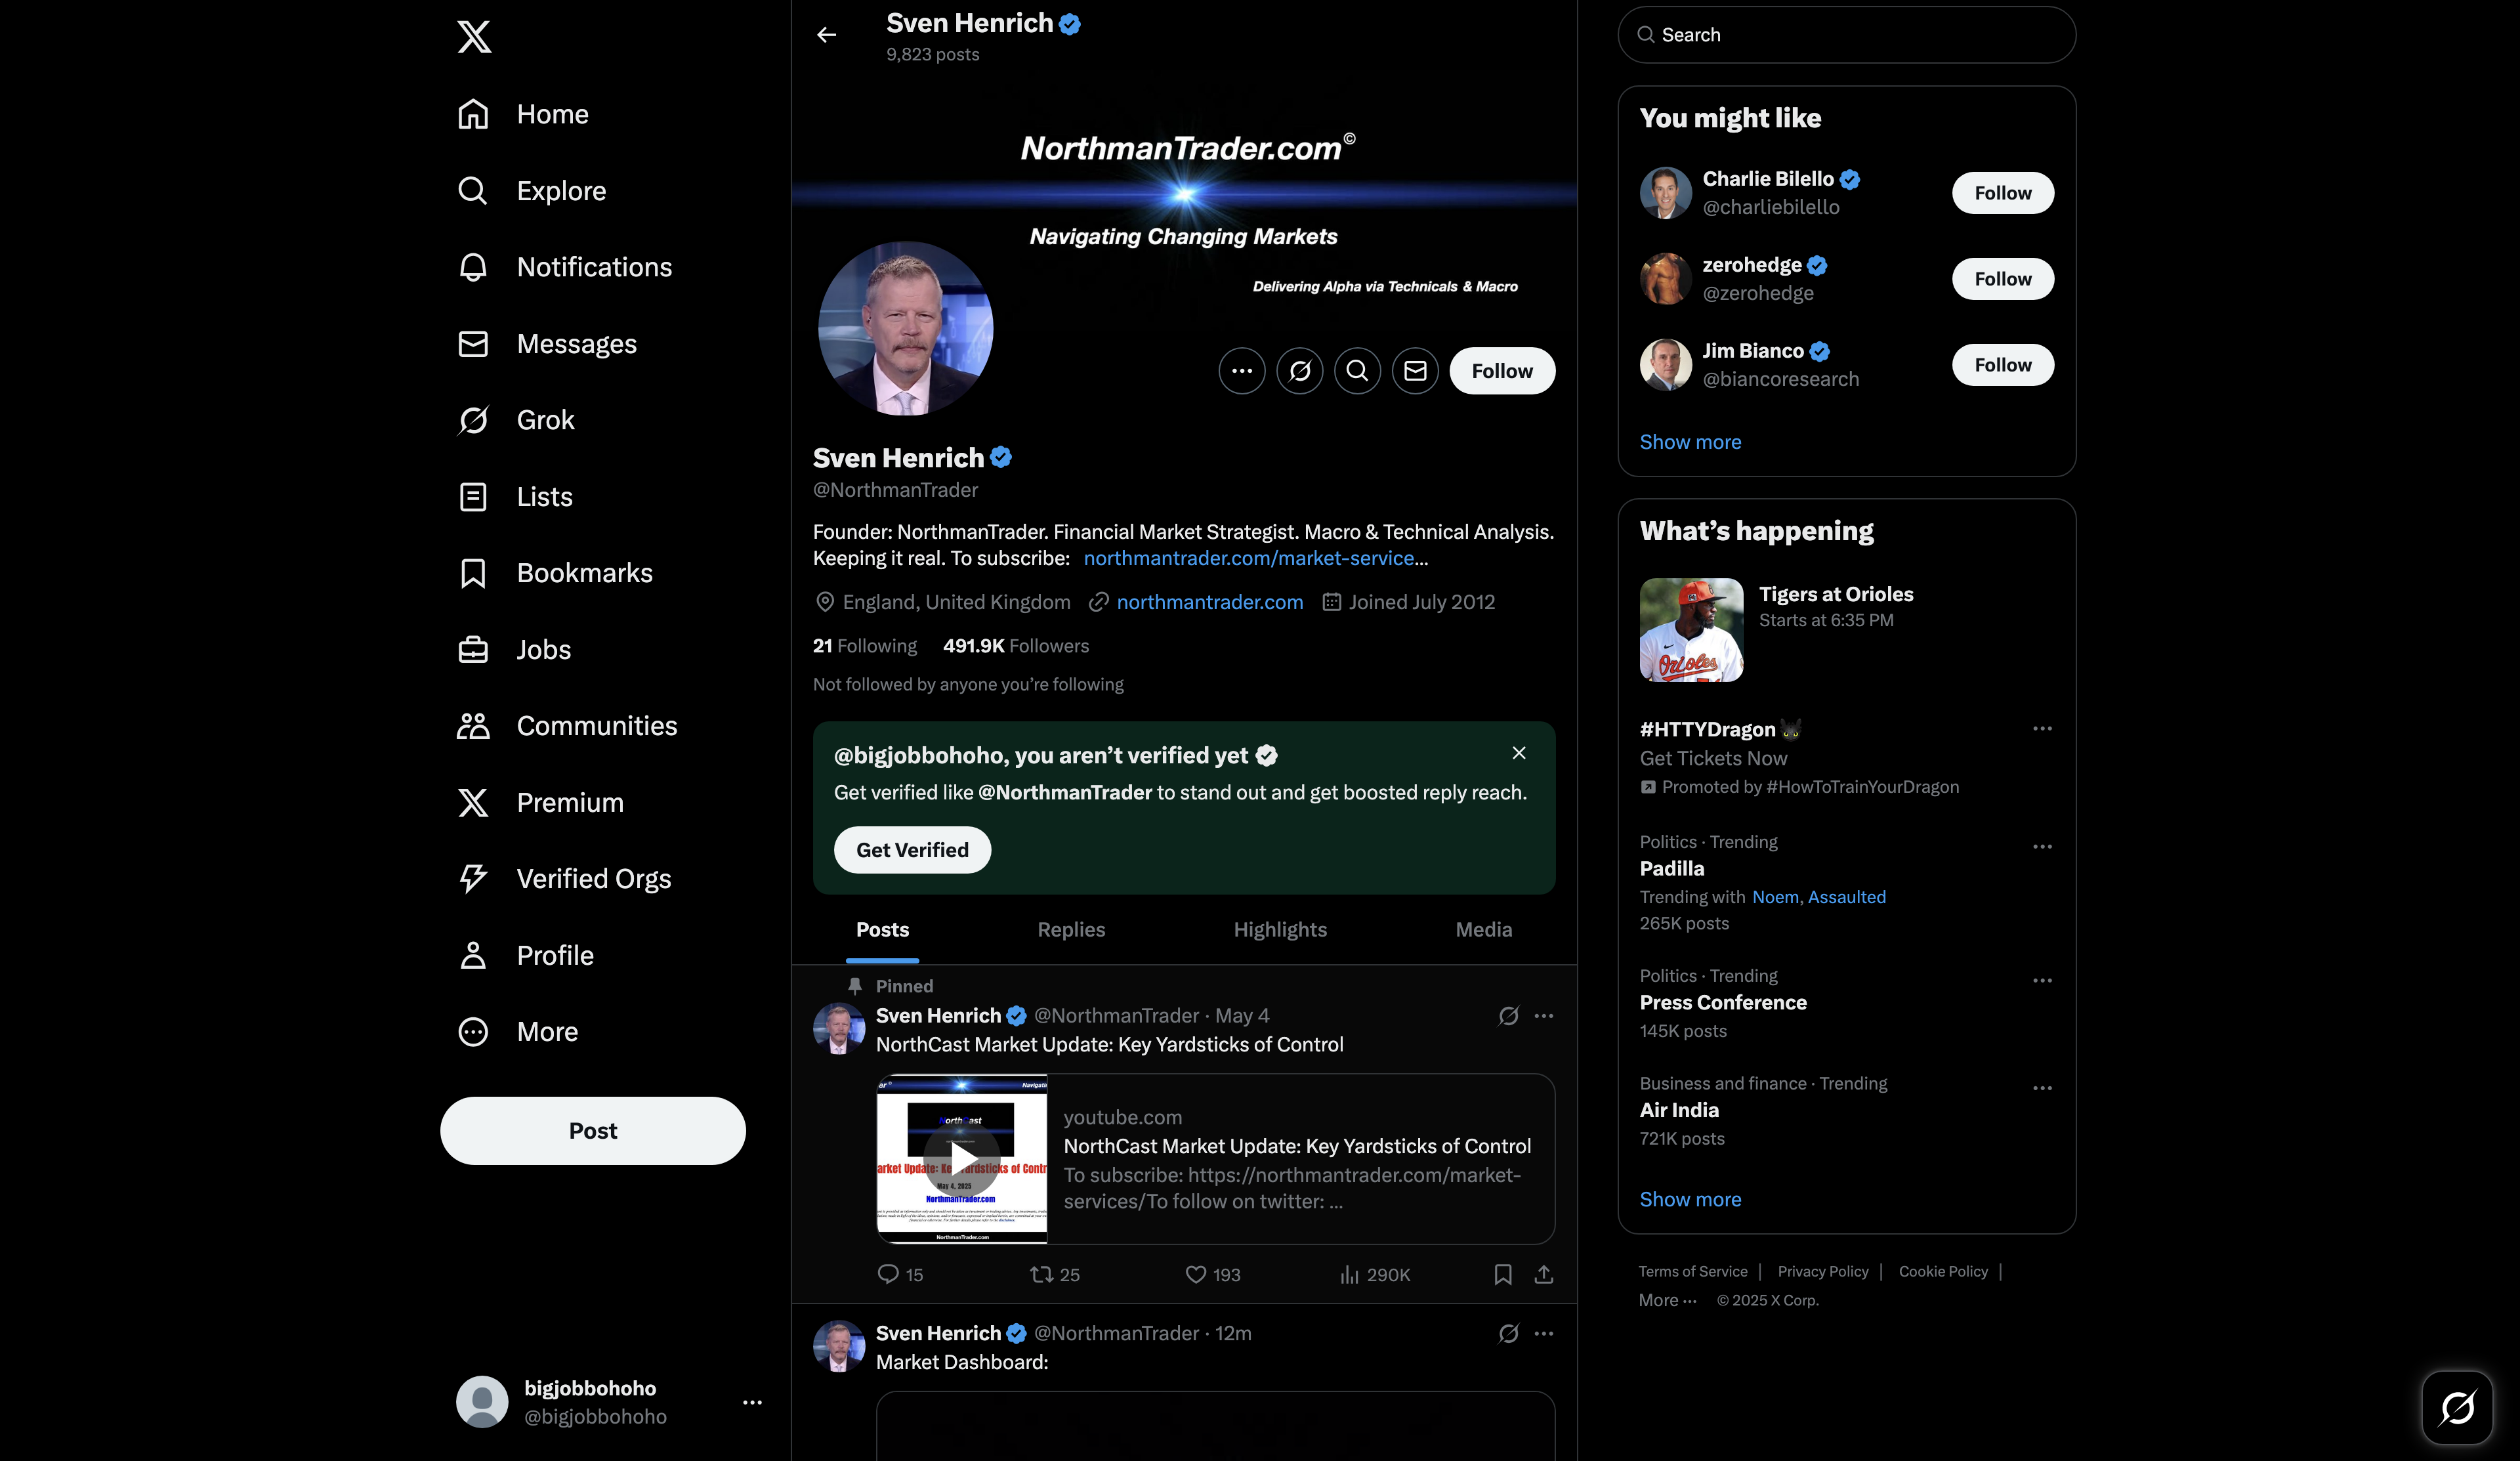 Home
Explore
Notifications
Messages
Grok
Lists
Bookmarks
Jobs
Communities
Premium
Verified Orgs
Profile
More
Post
bigjobbohoho
@bigjobbohoho
Sven Henrich
9,823 posts
NorthmanTrader.com©
Navigating Changing Markets
Delivering Alpha via Technicals & Macro
Follow
Sven Henrich
@NorthmanTrader
Founder: NorthmanTrader. Financial Market Strategist. Macro & Technical Analysis.
Keeping it real. To subscribe: northmantrader.com/market-service…
England, United Kingdom northmantrader.com Joined July 2012
21 Following 491.9K Followers
Not followed by anyone you’re following
@bigjobbohoho, you aren’t verified yet
Get verified like @NorthmanTrader to stand out and get boosted reply reach.
Get Verified
Posts Replies Highlights Media
Pinned
Sven Henrich @NorthmanTrader · May 4
NorthCast Market Update: Key Yardsticks of Control
May 4, 2025
NorthmanTrader.com
NorthmanTrader.com
youtube.com
NorthCast Market Update: Key Yardsticks of Control
To subscribe: https://northmantrader.com/market-
services/To follow on twitter: ...
15 25 193 290K
Sven Henrich @NorthmanTrader · 12m
Market Dashboard:
Search
You might like
Charlie Bilello
@charliebilello
Follow
zerohedge
@zerohedge
Follow
Jim Bianco
@biancoresearch
Follow
Show more
What’s happening
Orioles
Tigers at Orioles
Starts at 6:35 PM
#HTTYDragon
Get Tickets Now
Promoted by #HowToTrainYourDragon
Politics · Trending
Padilla
Trending with Noem, Assaulted
265K posts
Politics · Trending
Press Conference
145K posts
Business and finance · Trending
Air India
721K posts
Show more
Terms of Service | Privacy Policy | Cookie Policy |
More ··· © 2025 X Corp.